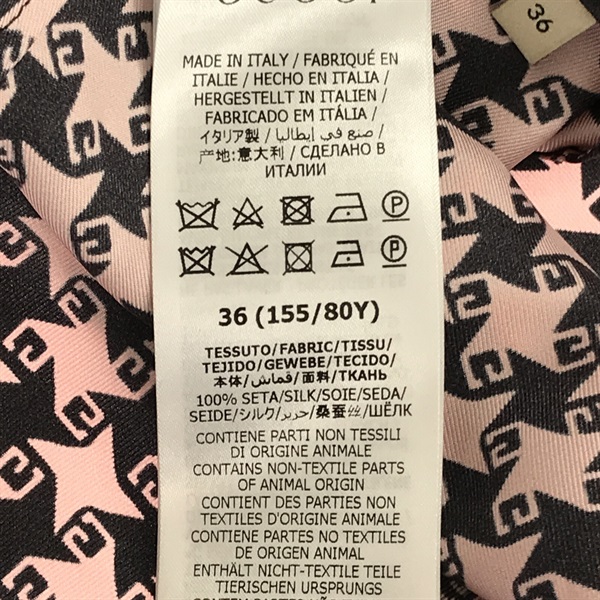 GUCCI
36
MADE IN ITALY / FABRIQUÉ EN
ITALIE / HECHO EN ITALIA /
HERGESTELLT IN ITALIEN /
FABRICADO EM ITÁLIA /
イタリア製 / صنع في إيطاليا /
产地:意大利 / СДЕЛАНО В
ИТАЛИИ
P
P
36 (155/80Y)
TESSUTO/FABRIC/TISSU/
TEJIDO/GEWEBE/TECIDO/
本体/قماش/面料/ТКАНЬ
100% SETA/SILK/SOIE/SEDA/
SEIDE/シルク/حرير/桑蚕丝/ШЁЛК
CONTIENE PARTI NON TESSILI
DI ORIGINE ANIMALE
CONTAINS NON-TEXTILE PARTS
OF ANIMAL ORIGIN
CONTIENT DES PARTIES NON
TEXTILES D'ORIGINE ANIMALE
CONTIENE PARTES NO TEXTILES
DE ORIGEN ANIMAL
ENTHÄLT NICHT-TEXTILE TEILE
TIERISCHEN URSPRUNGS